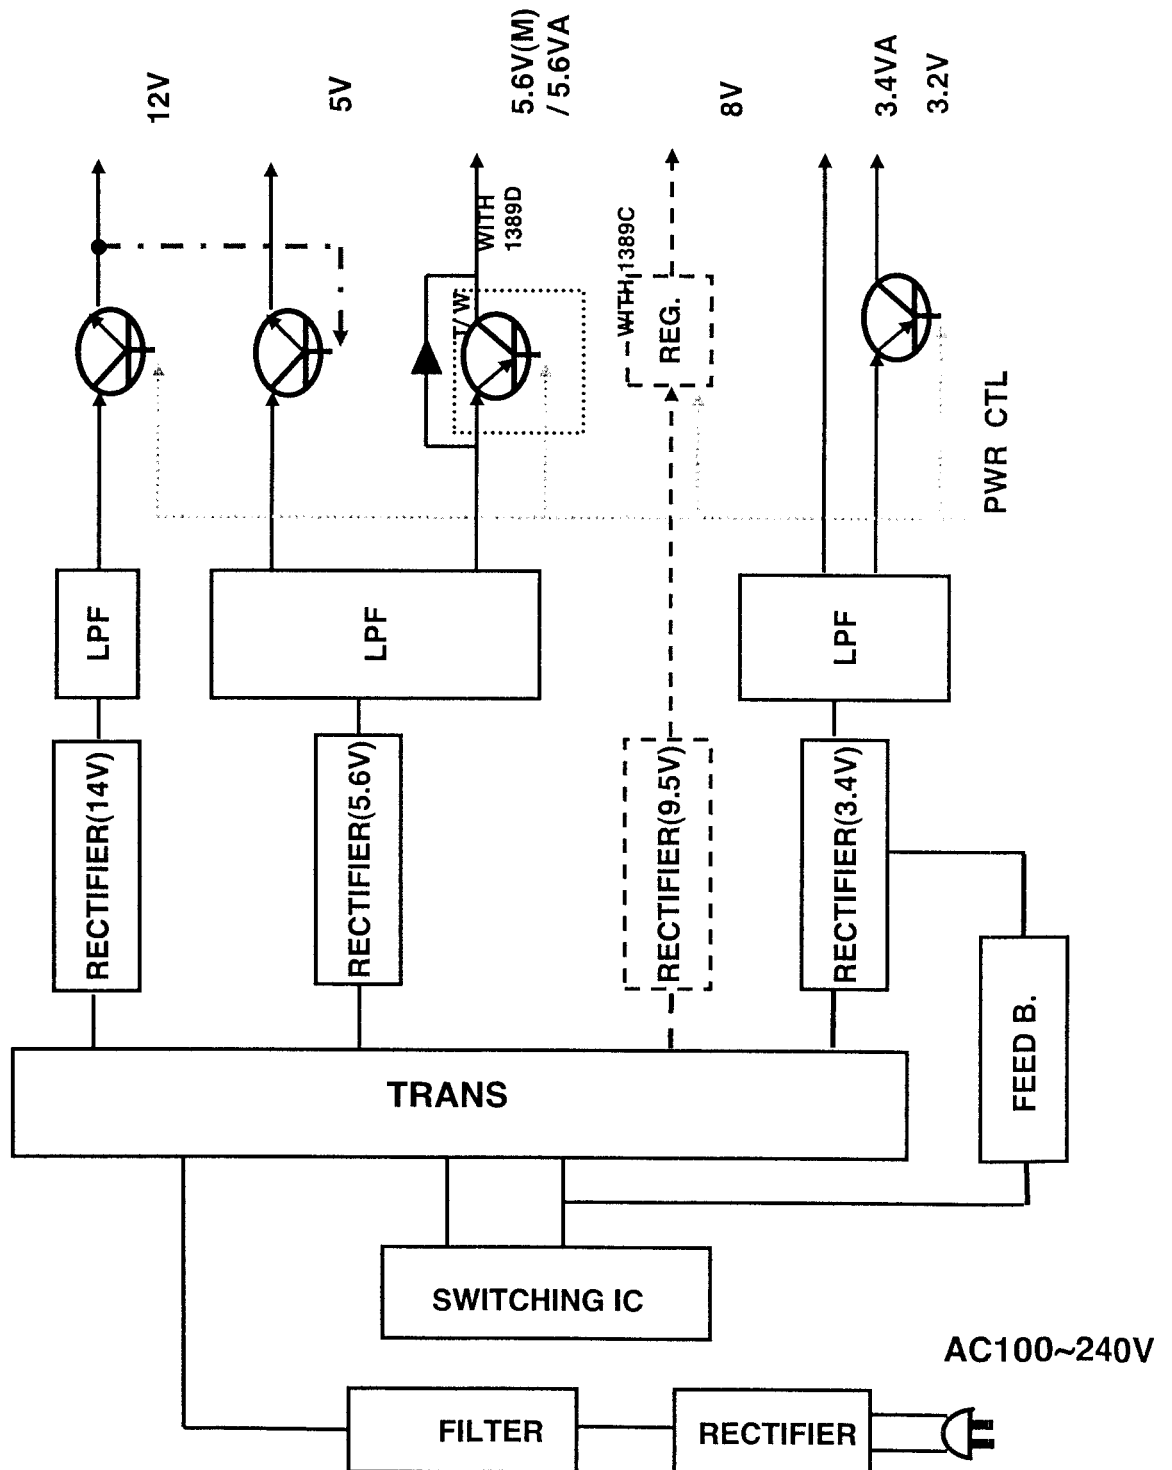 12V
5V
5.6V(M)
/ 5.6VA
8V
3.4VA
3.2V
WITH
1389D
T/ W
WITH 1389C
REG.
PWR CTL
LPF
LPF
LPF
RECTIFIER(14V)
RECTIFIER(5.6V)
RECTIFIER(9.5V)
RECTIFIER(3.4V)
FEED B.
TRANS
SWITCHING IC
AC100~240V
FILTER
RECTIFIER